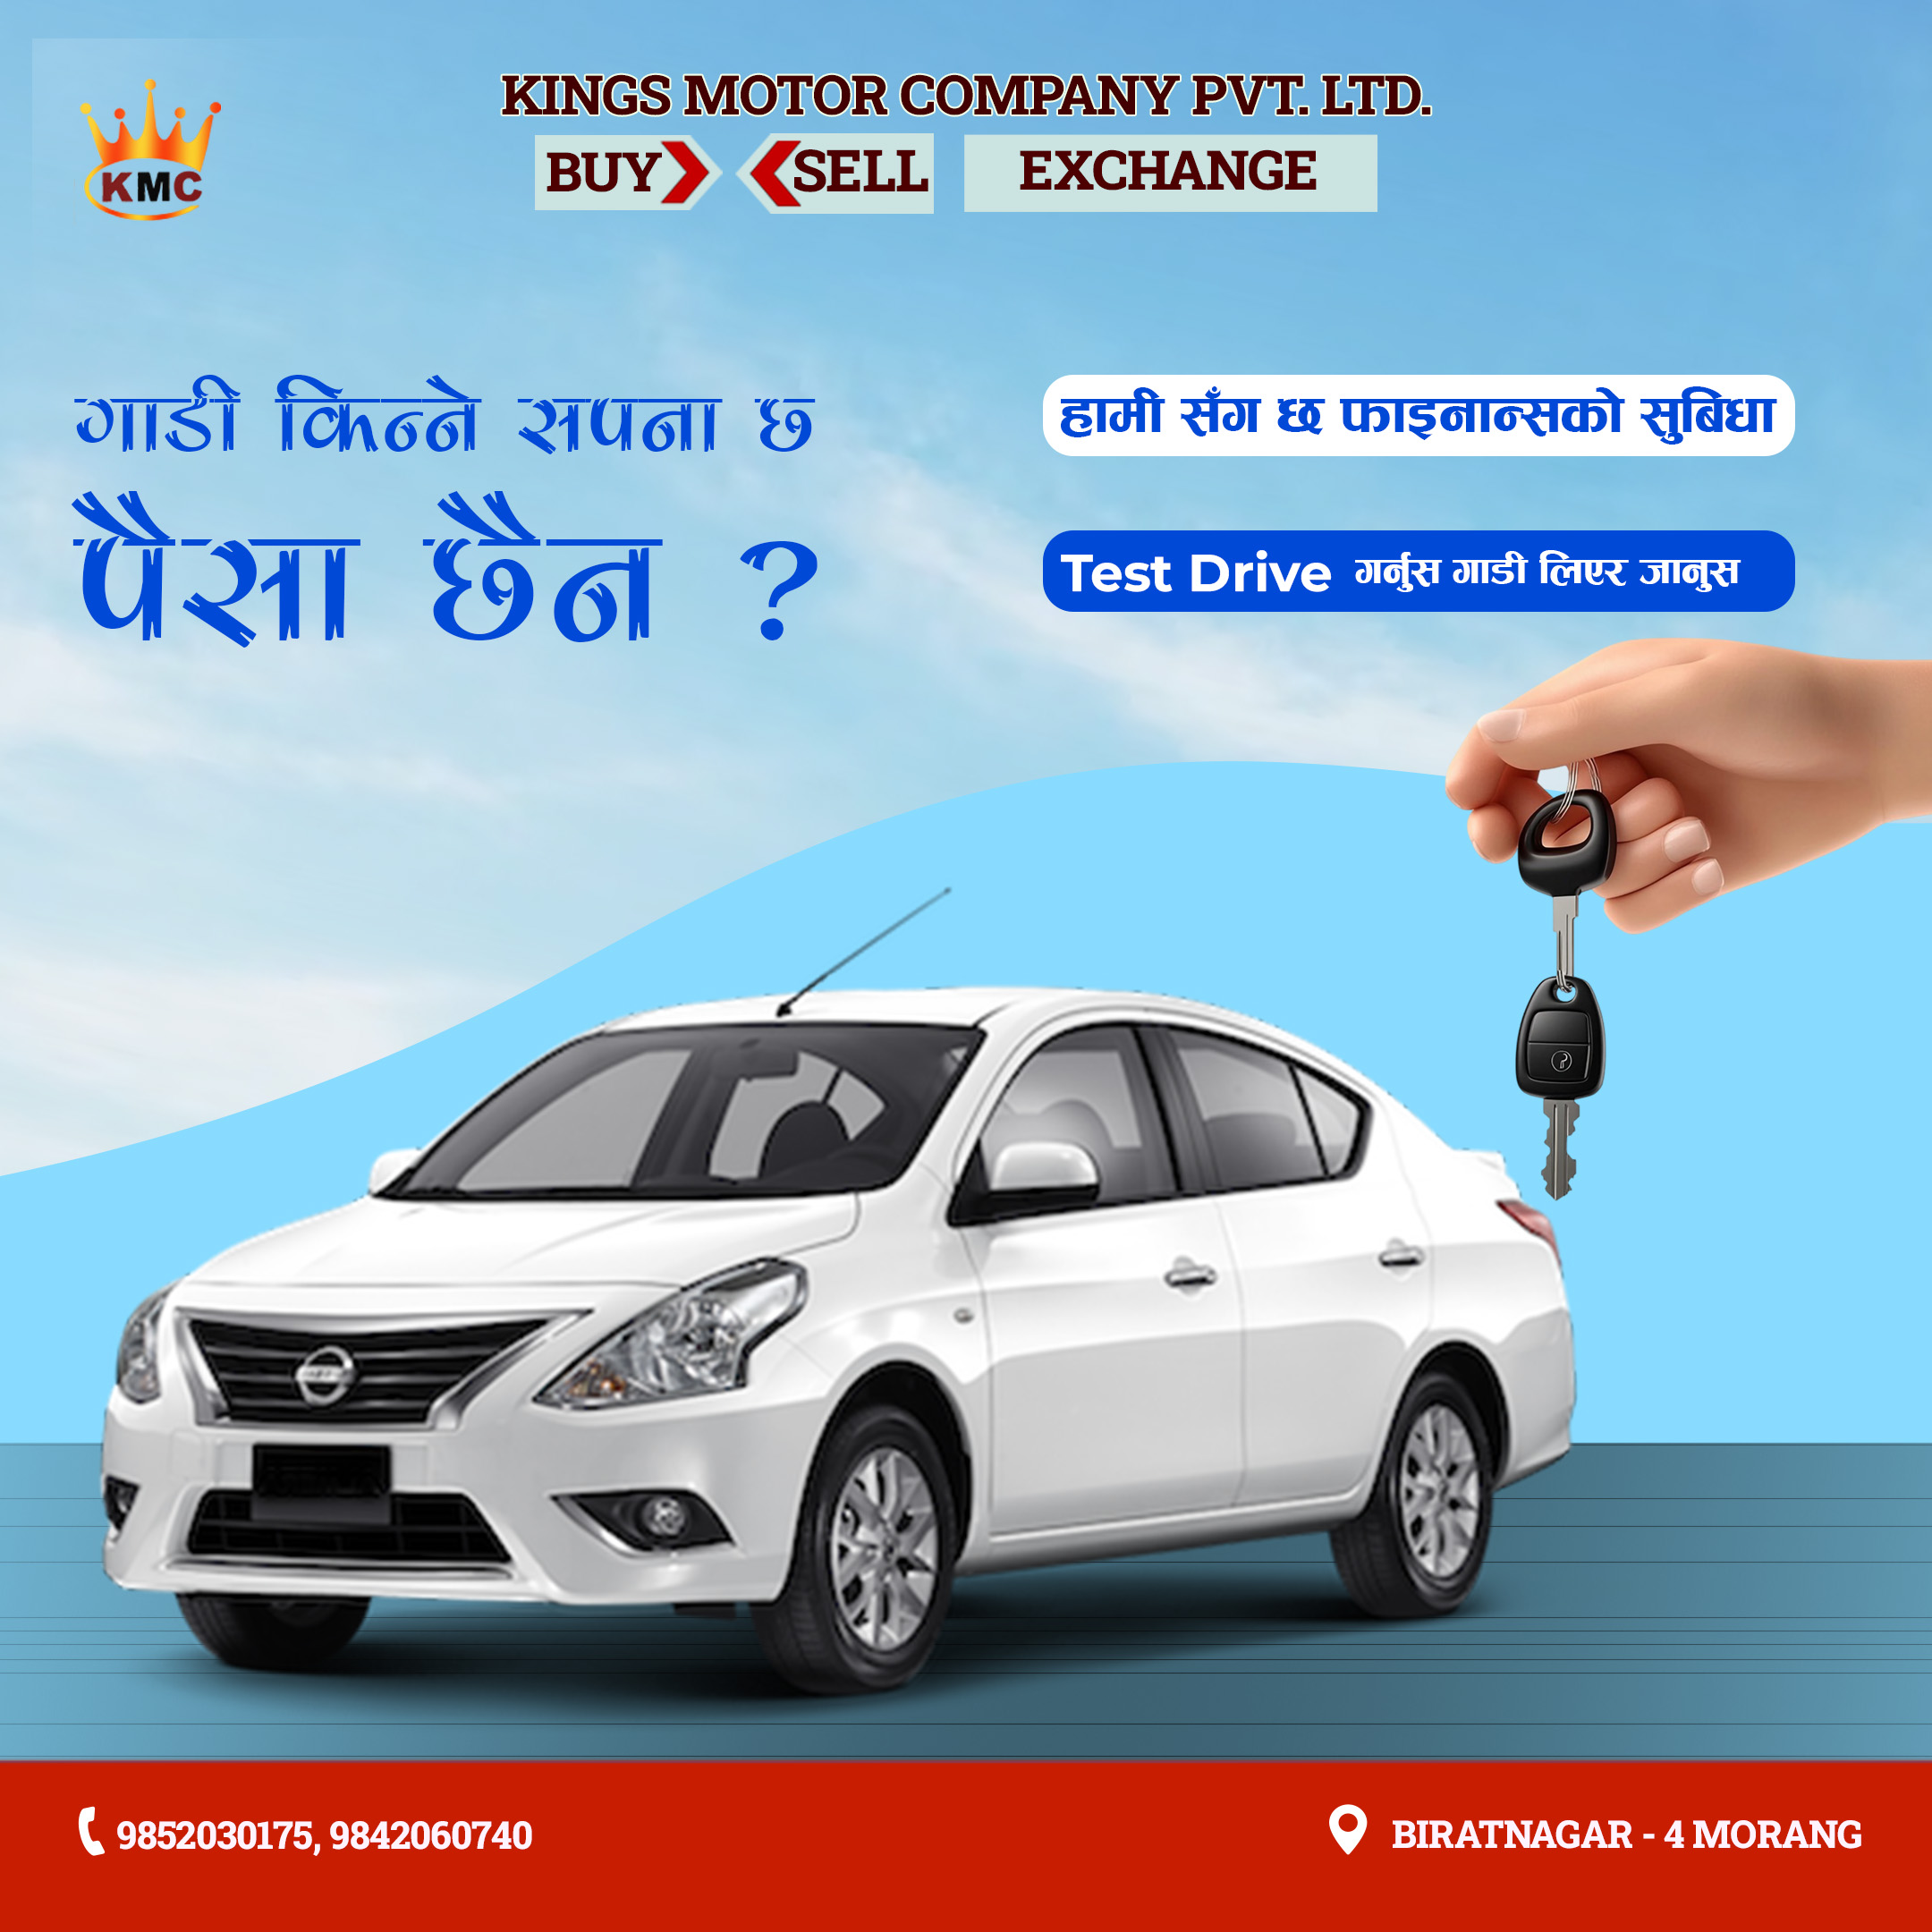 KMC
KINGS MOTOR COMPANY PVT. LTD.
BUY SELL EXCHANGE
गाडी किन्ने सपना छ
पैसा छैन ?
हामी सँग छ फाइनान्सको सुबिधा
Test Drive गर्नुस गाडी लिएर जानुस
9852030175, 9842060740
BIRATNAGAR - 4 MORANG